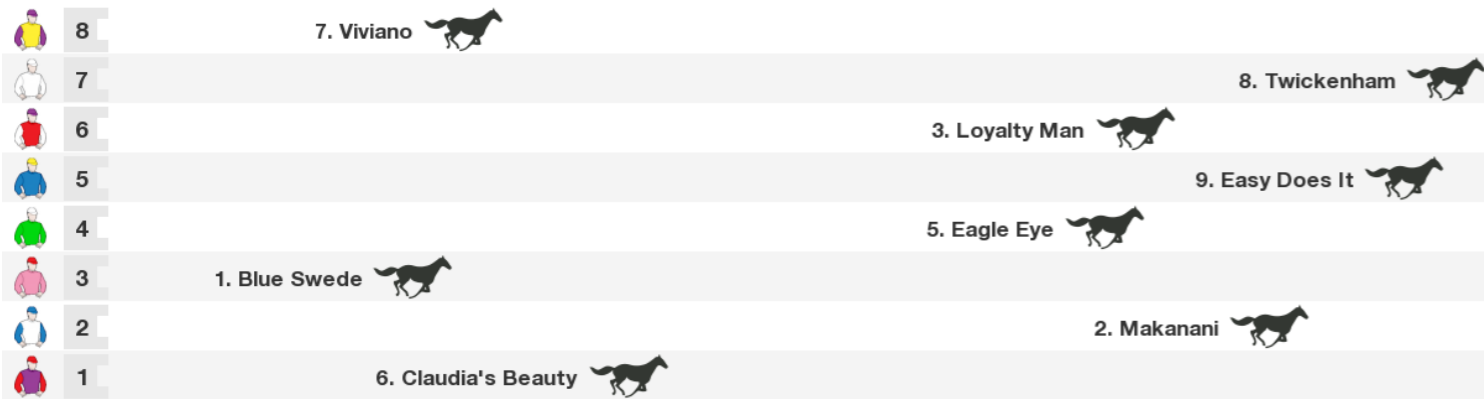 8 7. Viviano
7 8. Twickenham
6 3. Loyalty Man
5 9. Easy Does It
4 5. Eagle Eye
3 1. Blue Swede
2 2. Makanani
1 6. Claudia's Beauty